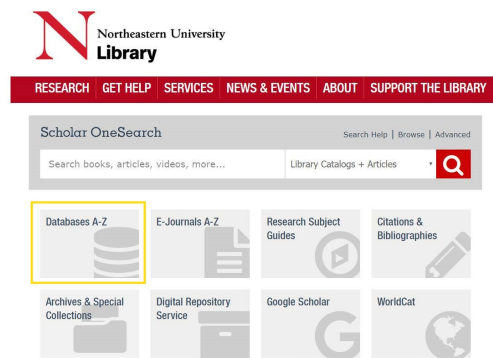 Northeastern University
Library
RESEARCH GET HELP SERVICES NEWS & EVENTS ABOUT SUPPORT THE LIBRARY
Scholar OneSearch
Search Help | Browse | Advanced
Search books, articles, videos, more...
Library Catalogs + Articles
Databases A-Z
E-Journals A-Z
Research Subject
Guides
Citations &
Bibliographies
Archives & Special
Collections
Digital Repository
Service
Google Scholar
WorldCat